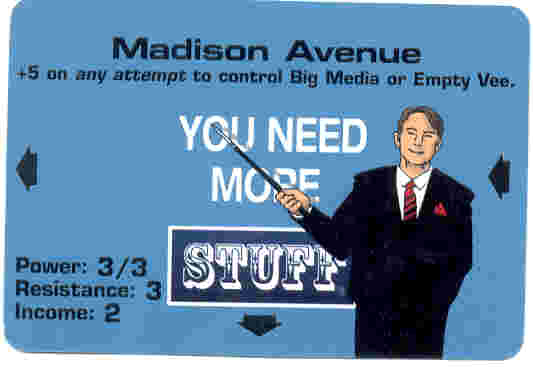 Madison Avenue
+5 on any attempt to control Big Media or Empty Vee.
YOU NEED
MORE
STUFF
Power: 3/3
Resistance: 3
Income: 2